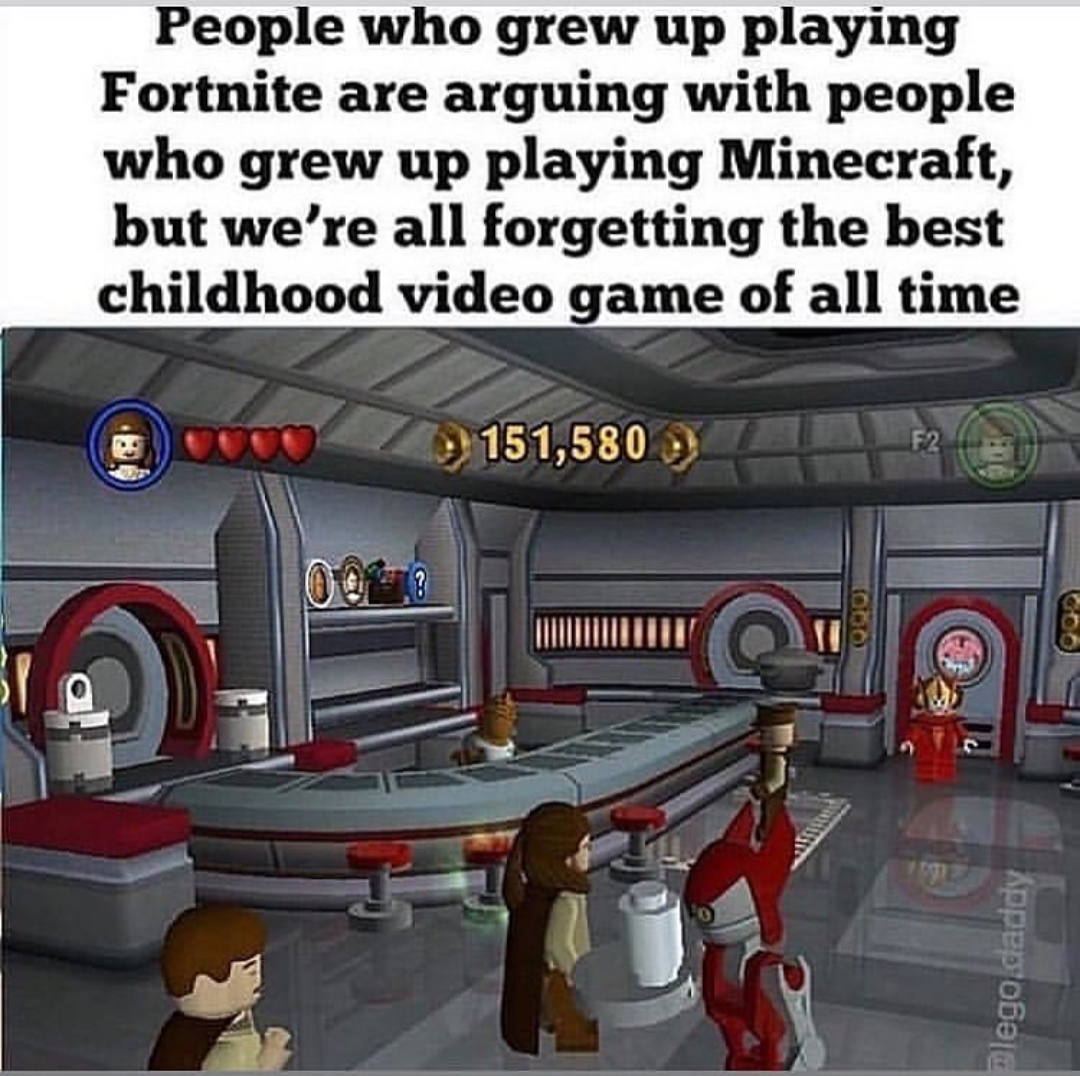 People who grew up playing
Fortnite are arguing with people
who grew up playing Minecraft,
but we’re all forgetting the best
childhood video game of all time
151,580
F2
?
@lego.daddy